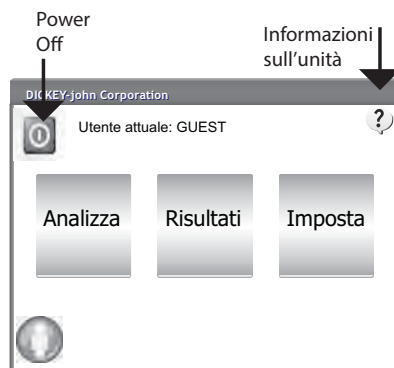 Power
Off
Informazioni
sull'unità
DICKEY-john Corporation
Utente attuale: GUEST
?
Analizza
Risultati
Imposta